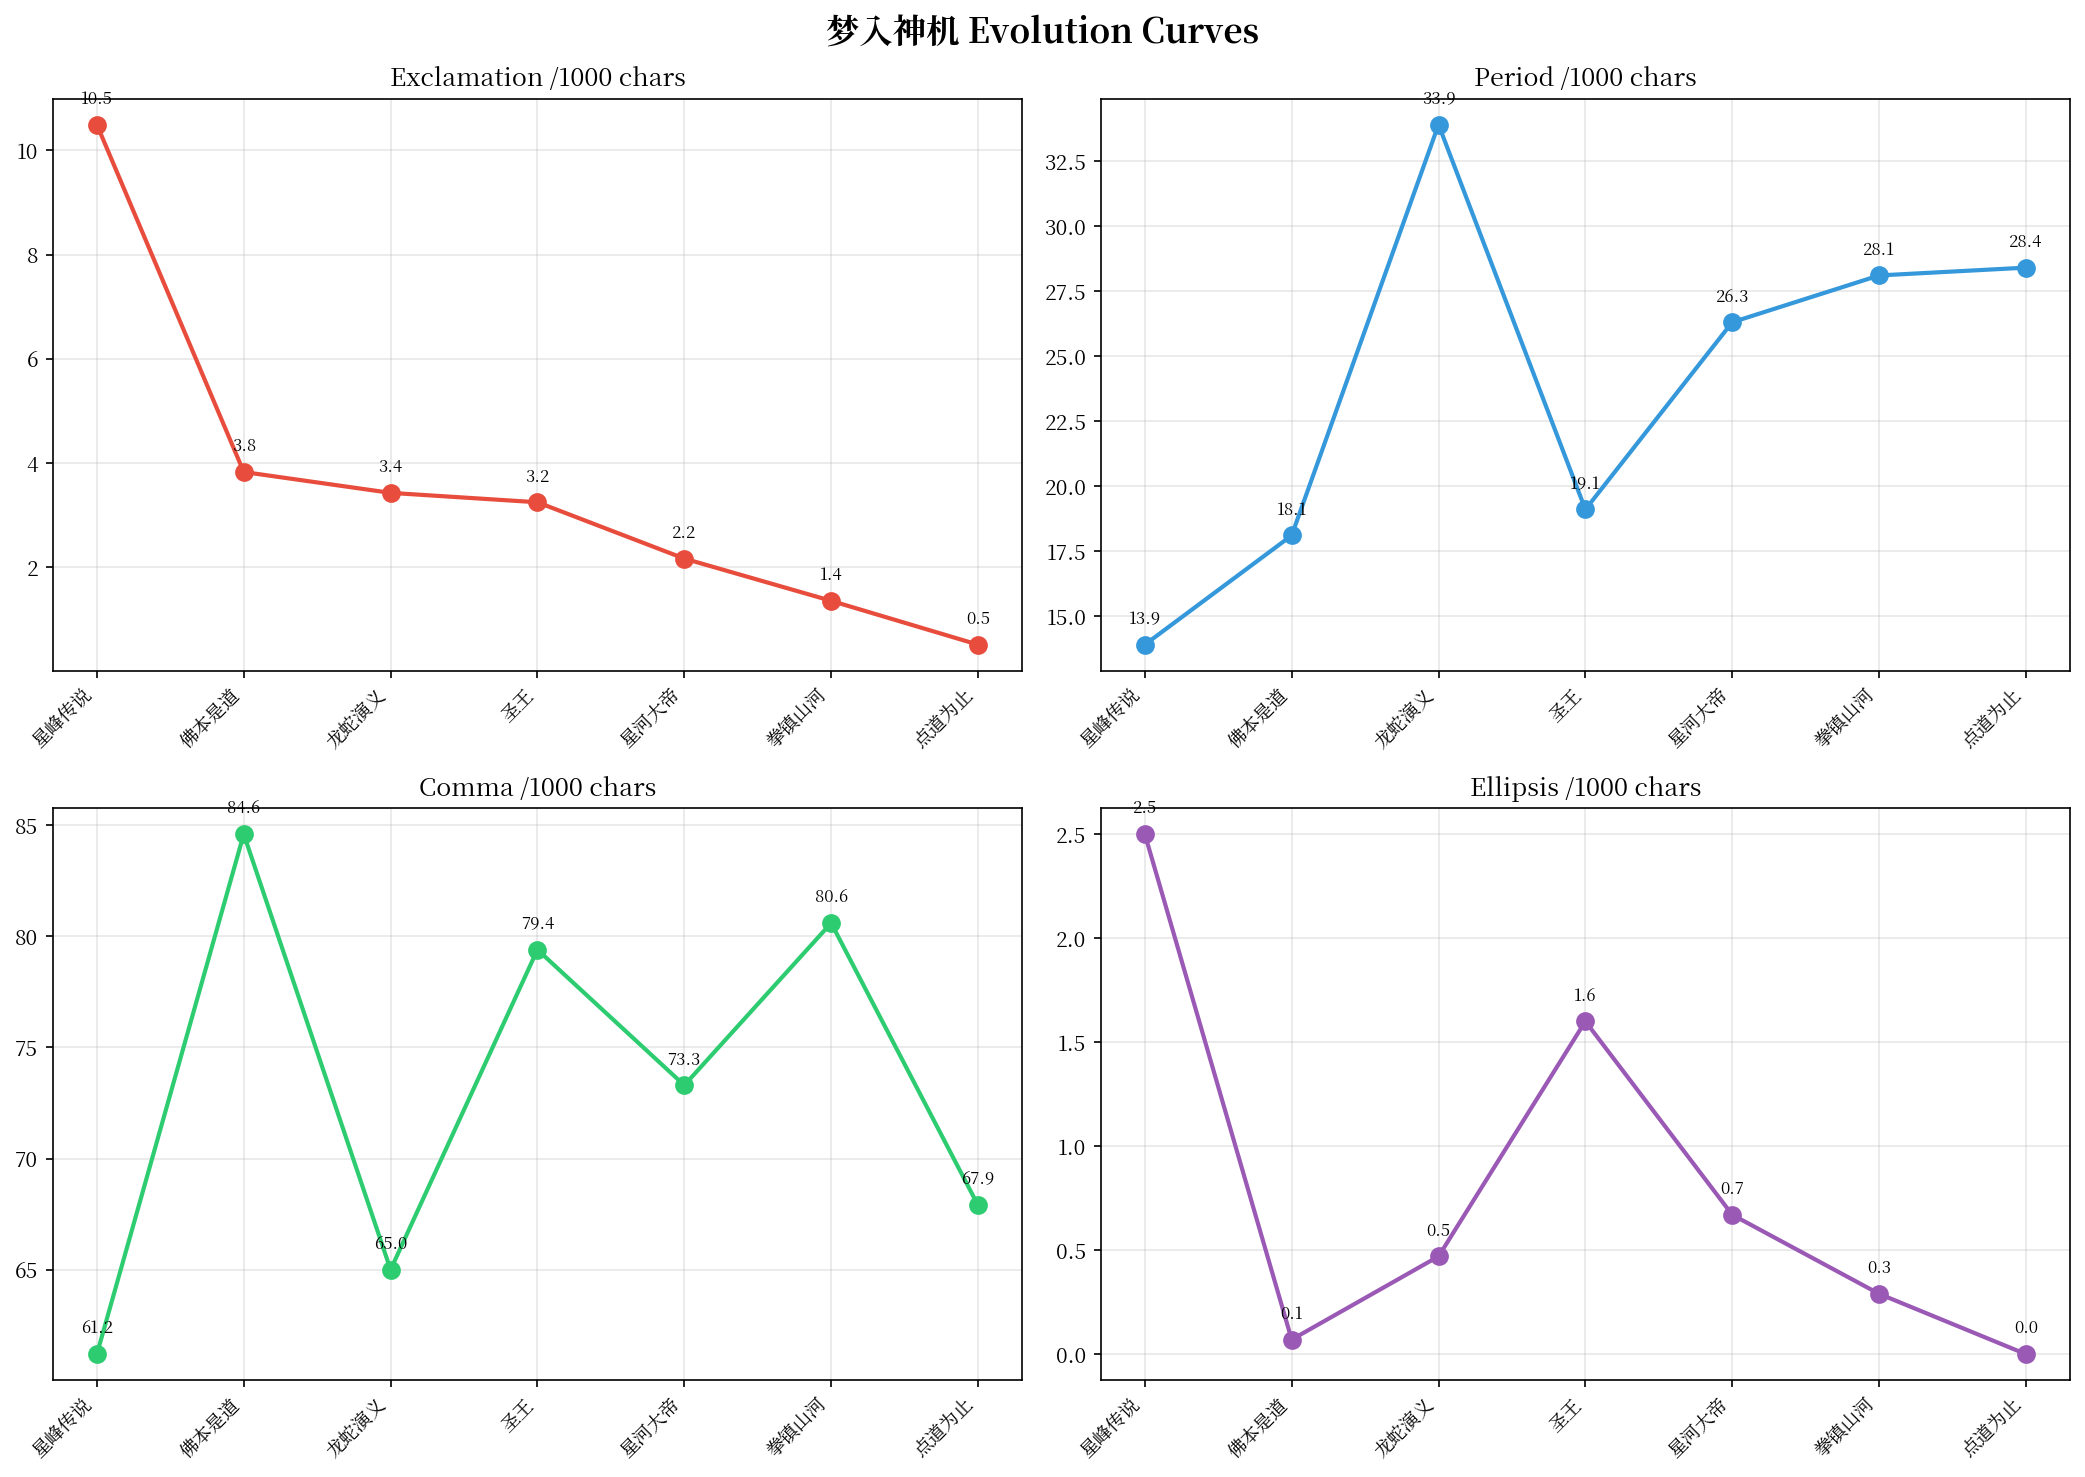 梦入神机 Evolution Curves
Exclamation /1000 chars
10.5
3.8
3.4
3.2
2.2
1.4
0.5
10
8
6
4
2
星峰传说
佛本是道
龙蛇演义
圣王
星河大帝
拳镇山河
点道为止
Period /1000 chars
33.9
28.4
28.1
26.3
19.1
18.1
13.9
32.5
30.0
27.5
25.0
22.5
20.0
17.5
15.0
星峰传说
佛本是道
龙蛇演义
圣王
星河大帝
拳镇山河
点道为止
Comma /1000 chars
84.6
80.6
79.4
73.3
67.9
65.0
61.2
85
80
75
70
65
星峰传说
佛本是道
龙蛇演义
圣王
星河大帝
拳镇山河
点道为止
Ellipsis /1000 chars
2.5
1.6
0.7
0.5
0.3
0.1
0.0
2.5
2.0
1.5
1.0
0.5
0.0
星峰传说
佛本是道
龙蛇演义
圣王
星河大帝
拳镇山河
点道为止